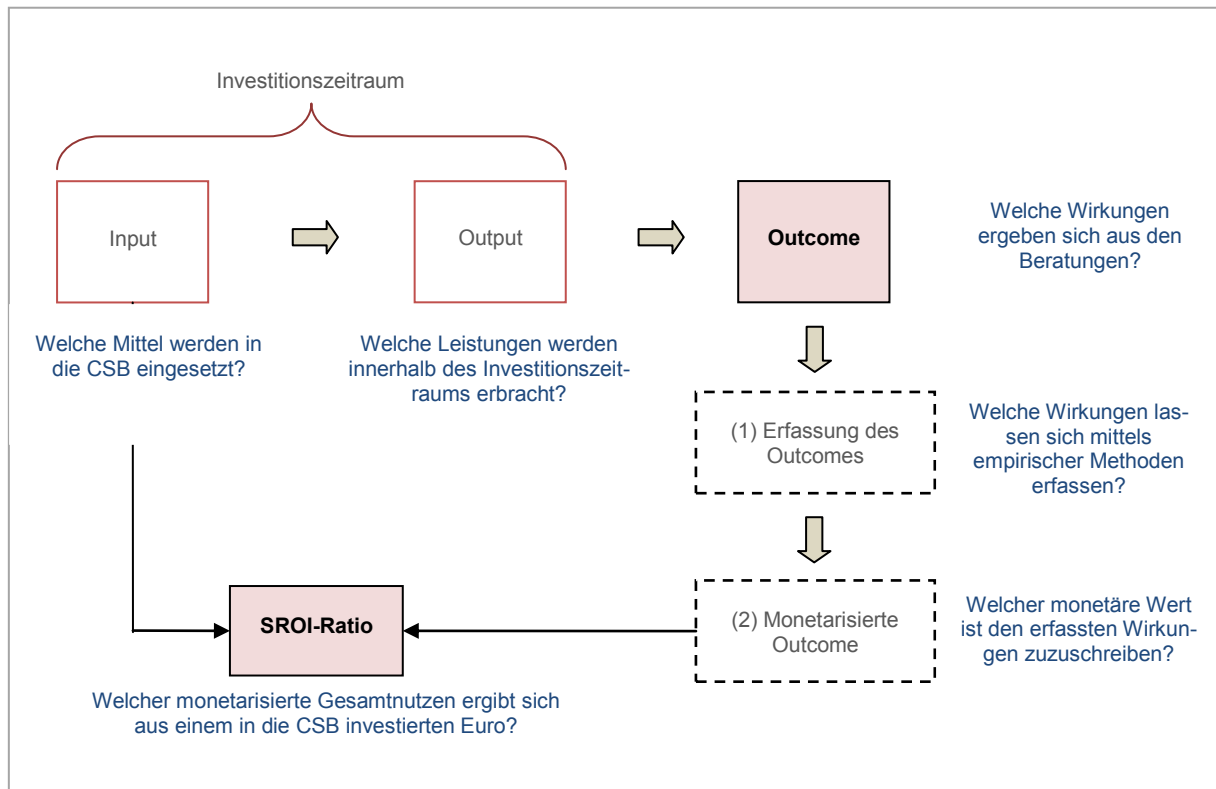 Investitionszeitraum
Input
Output
Outcome
Welche Wirkungen
ergeben sich aus den
Beratungen?
Welche Mittel werden in
die CSB eingesetzt?
Welche Leistungen werden
innerhalb des Investitionszeit-
raums erbracht?
(1) Erfassung des
Outcomes
Welche Wirkungen las-
sen sich mittels
empirischer Methoden
erfassen?
SROI-Ratio
(2) Monetarisierte
Outcome
Welcher monetäre Wert
ist den erfassten Wirkun-
gen zuzuschreiben?
Welcher monetarisierte Gesamtnutzen ergibt sich
aus einem in die CSB investierten Euro?